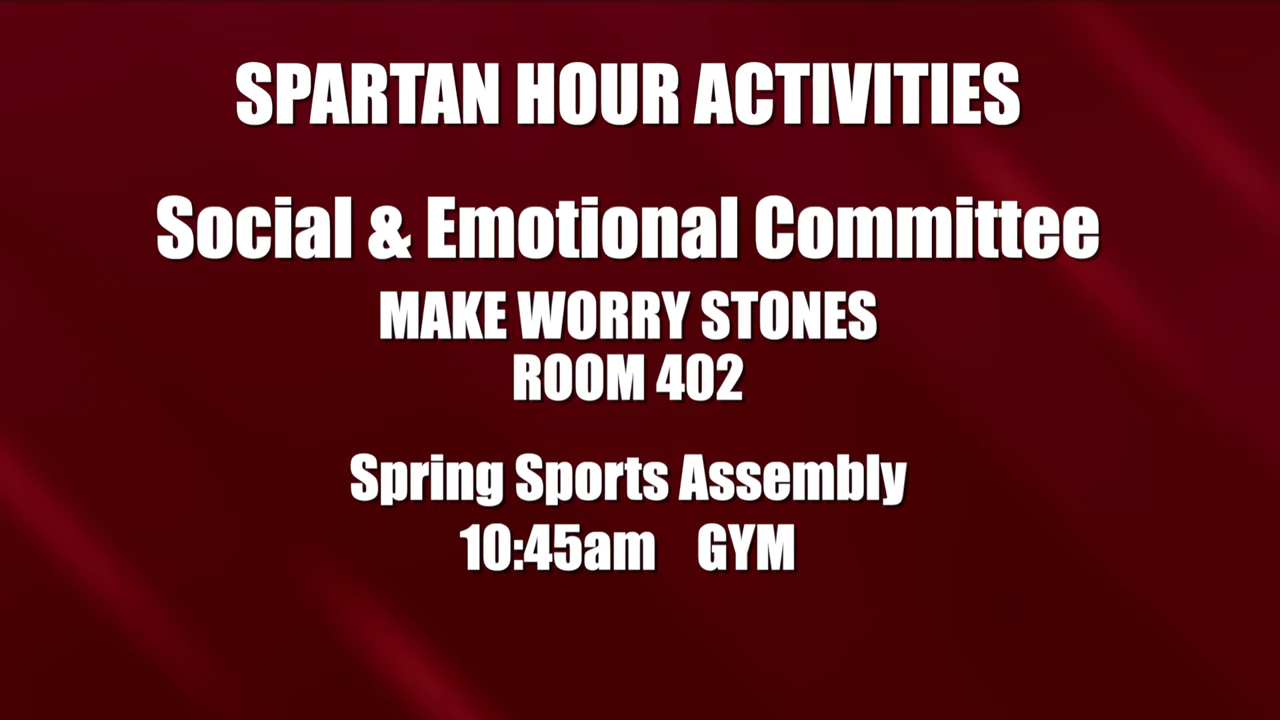 SPARTAN HOUR ACTIVITIES
Social & Emotional Committee
MAKE WORRY STONES
ROOM 402
Spring Sports Assembly
10:45am GYM